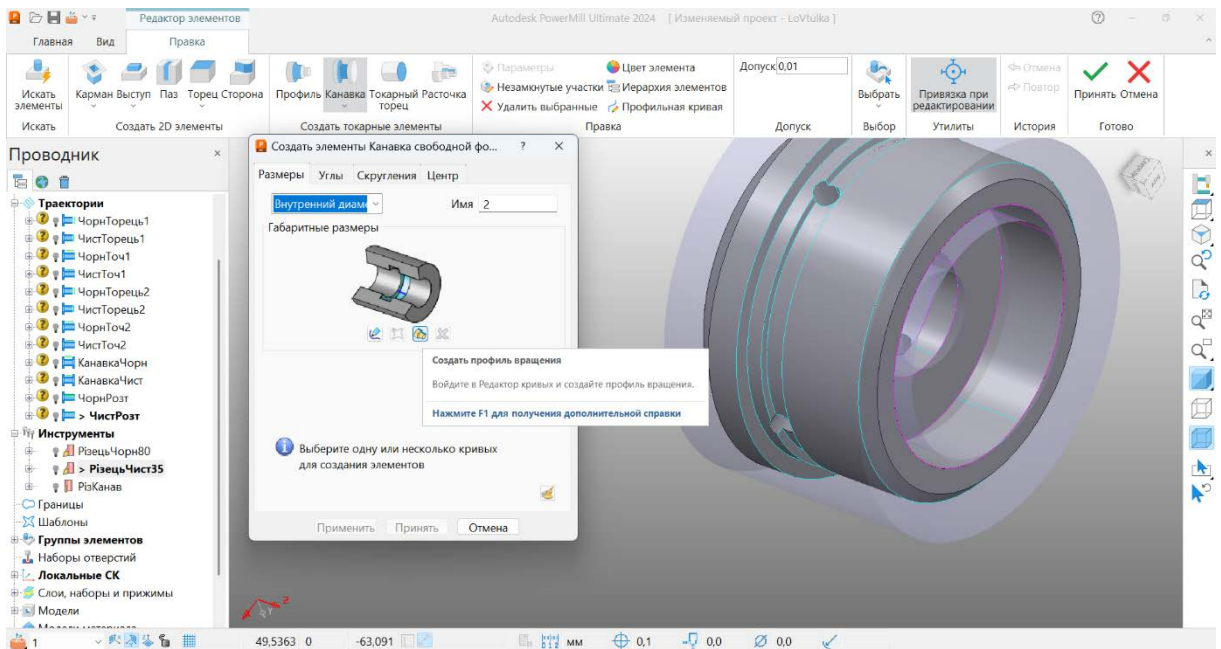 Редактор элементов
Autodesk PowerMill Ultimate 2024 [ Изменяемый проект - LoVtulka ]
Главная Вид Правка
Искать элементы
Карман Выступ Паз Торец Сторона
Профиль Канавка Токарный торец Расточка
Параметры
Незамкнутые участки
Удалить выбранные
Цвет элемента
Иерархия элементов
Профильная кривая
Допуск 0,01
Выбрать
Привязка при редактировании
Отмена
Повтор
Принять Отмена
Искать Создать 2D элементы Создать токарные элементы Правка Допуск Выбор Утилиты История Готово
Проводник
Траектории
ЧорнТорець1
ЧистТорець1
ЧорнТоч1
ЧистТоч1
ЧорнТорець2
ЧистТорець2
ЧорнТоч2
ЧистТоч2
КанавкаЧорн
КанавкаЧист
ЧорнРозт
> ЧистРозт
Инструменты
РізецьЧорн80
> РізецьЧист35
РізКанав
Границы
Шаблоны
Группы элементов
Наборы отверстий
Локальные СК
Слои, наборы и прижимы
Модели
Модели материала
Создать элементы Канавка свободной фо... ? ×
Размеры Углы Скругления Центр
Внутренний диам
Имя 2
Габаритные размеры
Создать профиль вращения
Войдите в Редактор кривых и создайте профиль вращения.
Нажмите F1 для получения дополнительной справки
Выберите одну или несколько кривых
для создания элементов
Применить Принять Отмена
Z
Y
1 49,5363 0 -63,091 мм 0,1 0,0 0,0